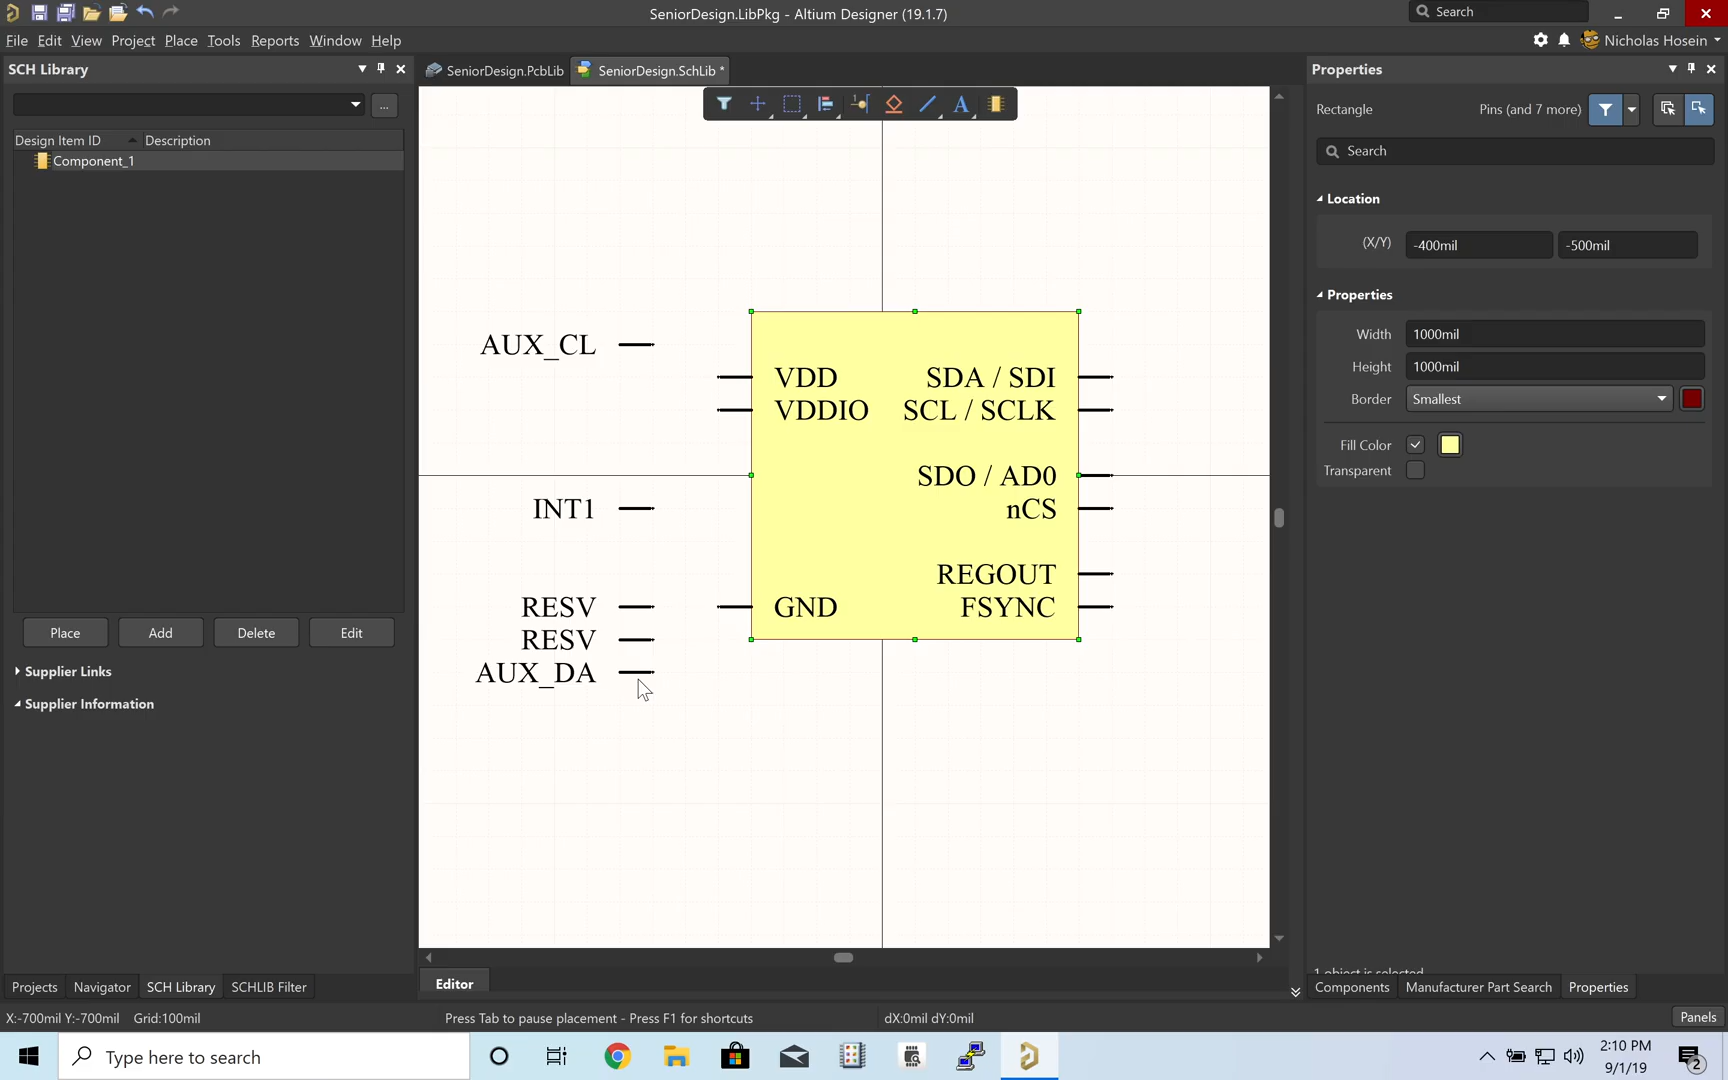 SeniorDesign.LibPkg - Altium Designer (19.1.7)
Search
File Edit View Project Place Tools Reports Window Help
Nicholas Hosein
SCH Library
SeniorDesign.PcbLib
SeniorDesign.SchLib *
Properties
...
Rectangle
Pins (and 7 more)
Search
Design Item ID
Description
Component_1
Location
(X/Y)
-400mil
-500mil
Properties
Width
1000mil
Height
1000mil
Border
Smallest
Fill Color
Transparent
AUX_CL
VDD
SDA / SDI
VDDIO
SCL / SCLK
SDO / AD0
INT1
nCS
REGOUT
RESV
GND
FSYNC
RESV
AUX_DA
Place
Add
Delete
Edit
Supplier Links
Supplier Information
Projects
Navigator
SCH Library
SCHLIB Filter
Editor
1 object is selected
Components
Manufacturer Part Search
Properties
X:-700mil Y:-700mil
Grid:100mil
Press Tab to pause placement - Press F1 for shortcuts
dX:0mil dY:0mil
Panels
Type here to search
2:10 PM
9/1/19
2